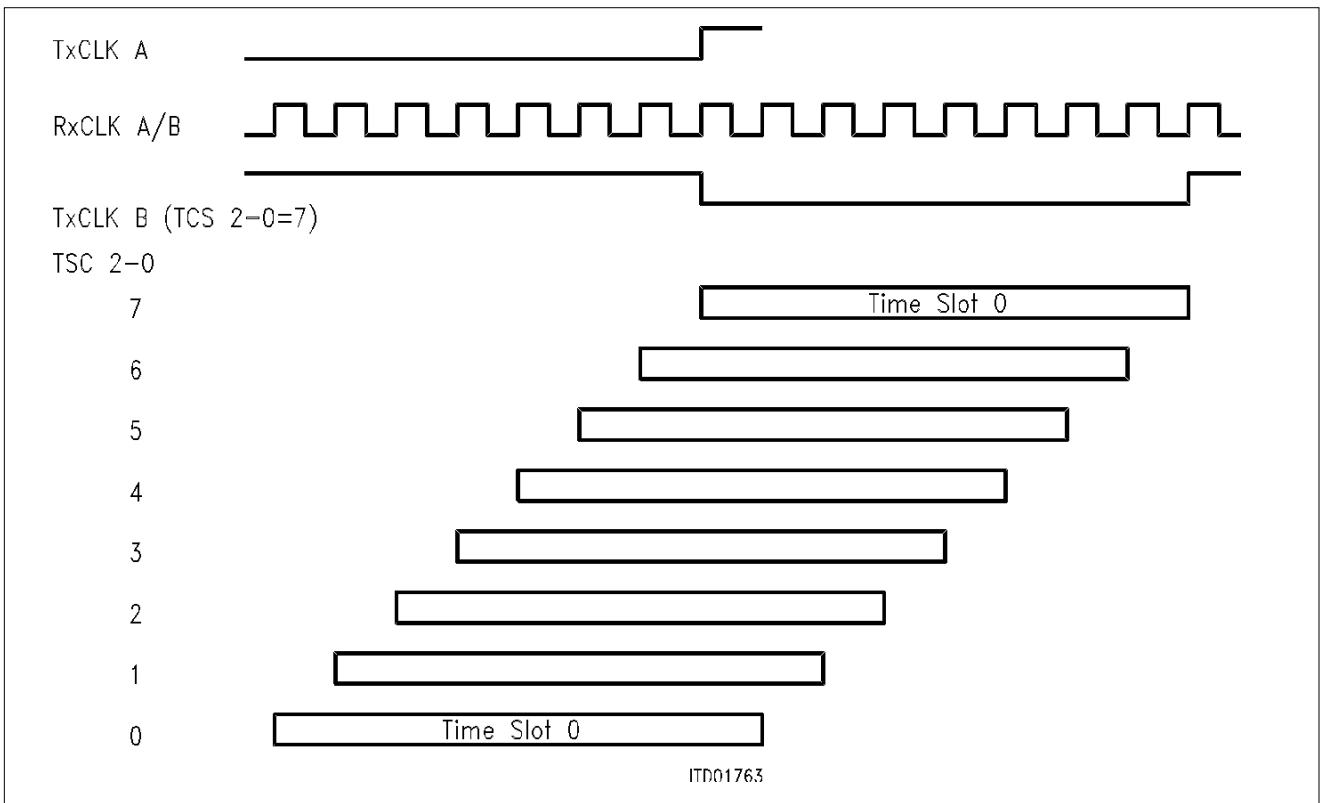 TxCLK A
RxCLK A/B
TxCLK B (TCS 2-0=7)
TSC 2-0
7 Time Slot 0
6
5
4
3
2
1
0 Time Slot 0
ITD01763